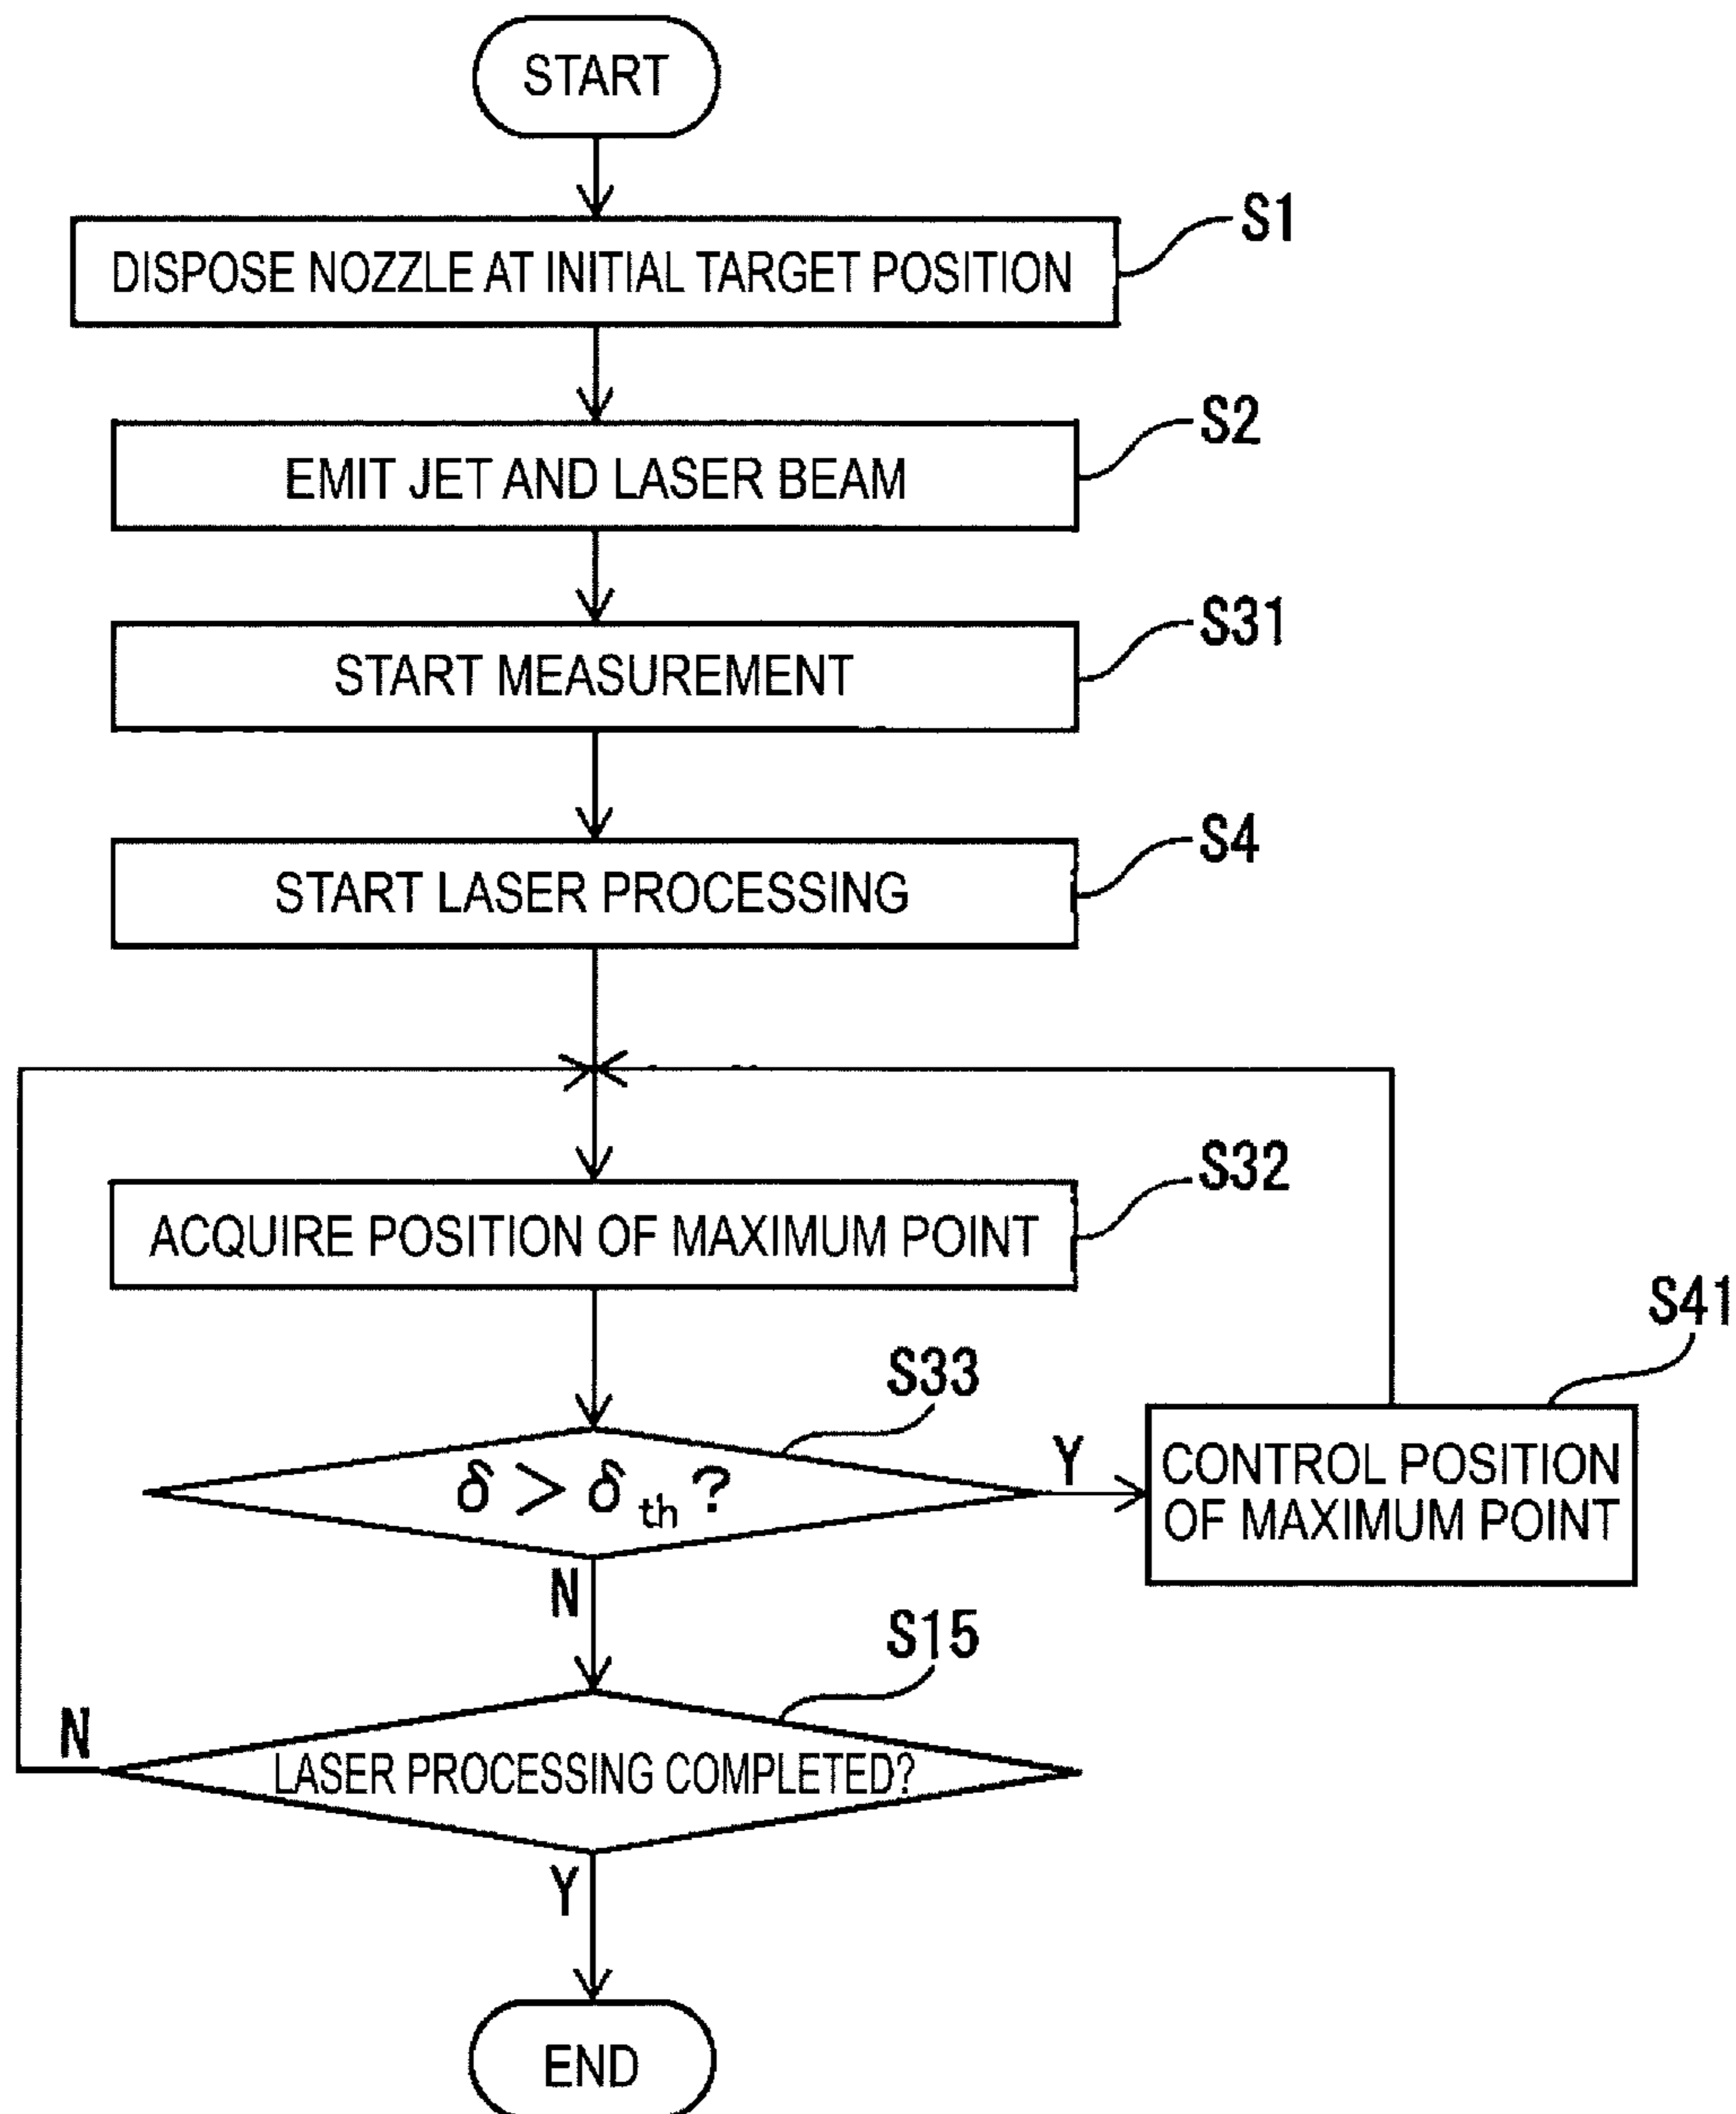 START
S1
DISPOSE NOZZLE AT INITIAL TARGET POSITION
S2
EMIT JET AND LASER BEAM
S31
START MEASUREMENT
S4
START LASER PROCESSING
S32
ACQUIRE POSITION OF MAXIMUM POINT
S41
S33
δ > δth ?
Y
CONTROL POSITION
OF MAXIMUM POINT
N
S15
N
LASER PROCESSING COMPLETED?
Y
END